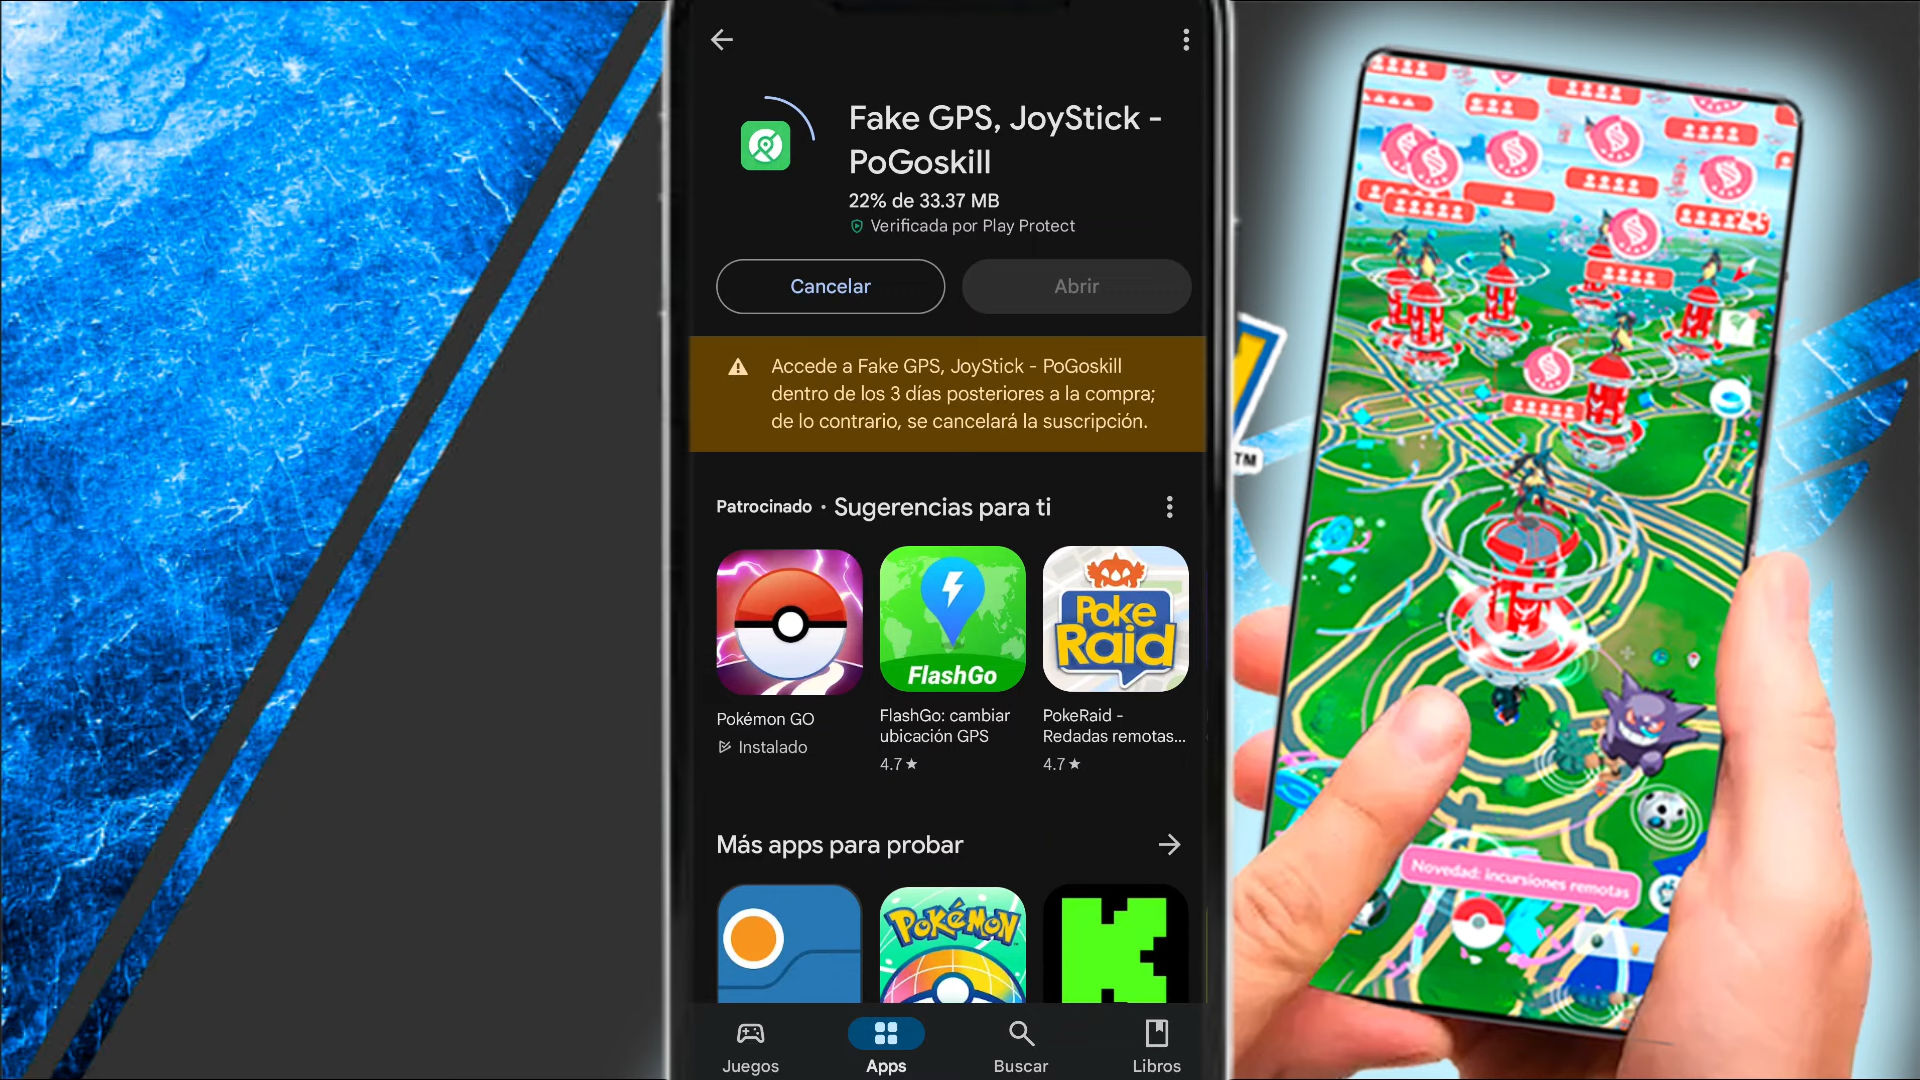 Fake GPS, JoyStick -
PoGoskill
22% de 33.37 MB
Verificada por Play Protect
Cancelar
Abrir
Accede a Fake GPS, JoyStick - PoGoskill
dentro de los 3 días posteriores a la compra;
de lo contrario, se cancelará la suscripción.
Patrocinado • Sugerencias para ti
FlashGo
Poke
Raid
Pokémon GO
Instalado
FlashGo: cambiar
ubicación GPS
4.7★
PokeRaid -
Redadas remotas...
4.7★
Más apps para probar
POKÉMON
K
Juegos
Apps
Buscar
Libros
TM
Novedad: incursiones remotas